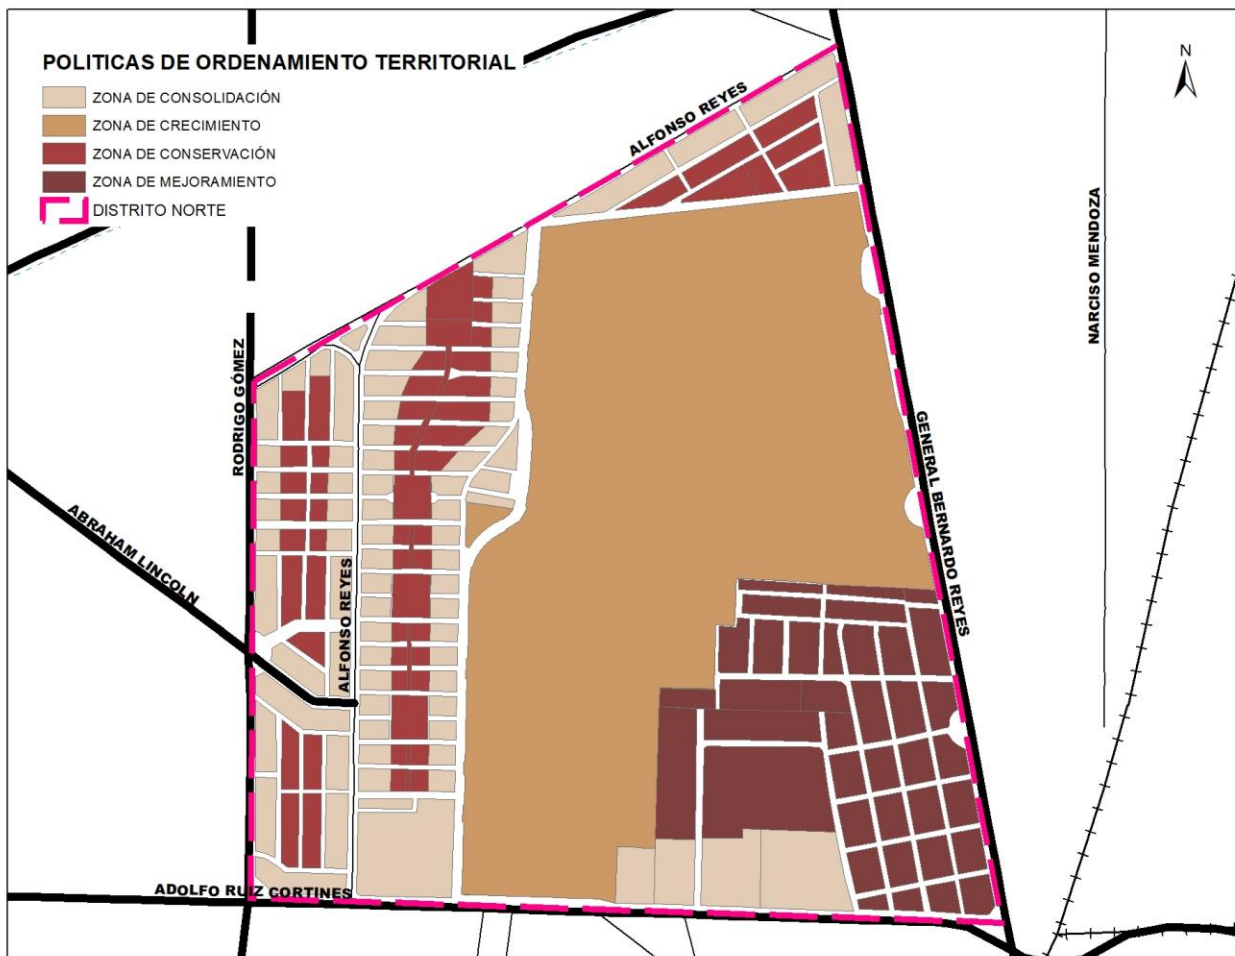 POLITICAS DE ORDENAMIENTO TERRITORIAL
ZONA DE CONSOLIDACIÓN
ZONA DE CRECIMIENTO
ZONA DE CONSERVACIÓN
ZONA DE MEJORAMIENTO
DISTRITO NORTE
N
ALFONSO REYES
NARCISO MENDOZA
RODRIGO GÓMEZ
GENERAL BERNARDO REYES
ABRAHAM LINCOLN
ALFONSO REYES
ADOLFO RUIZ CORTINES